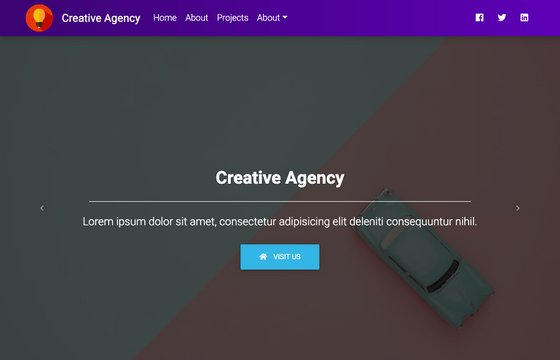 Creative Agency Home About Projects About
Creative Agency
Lorem ipsum dolor sit amet, consectetur adipisicing elit deleniti consequuntur nihil.
VISIT US